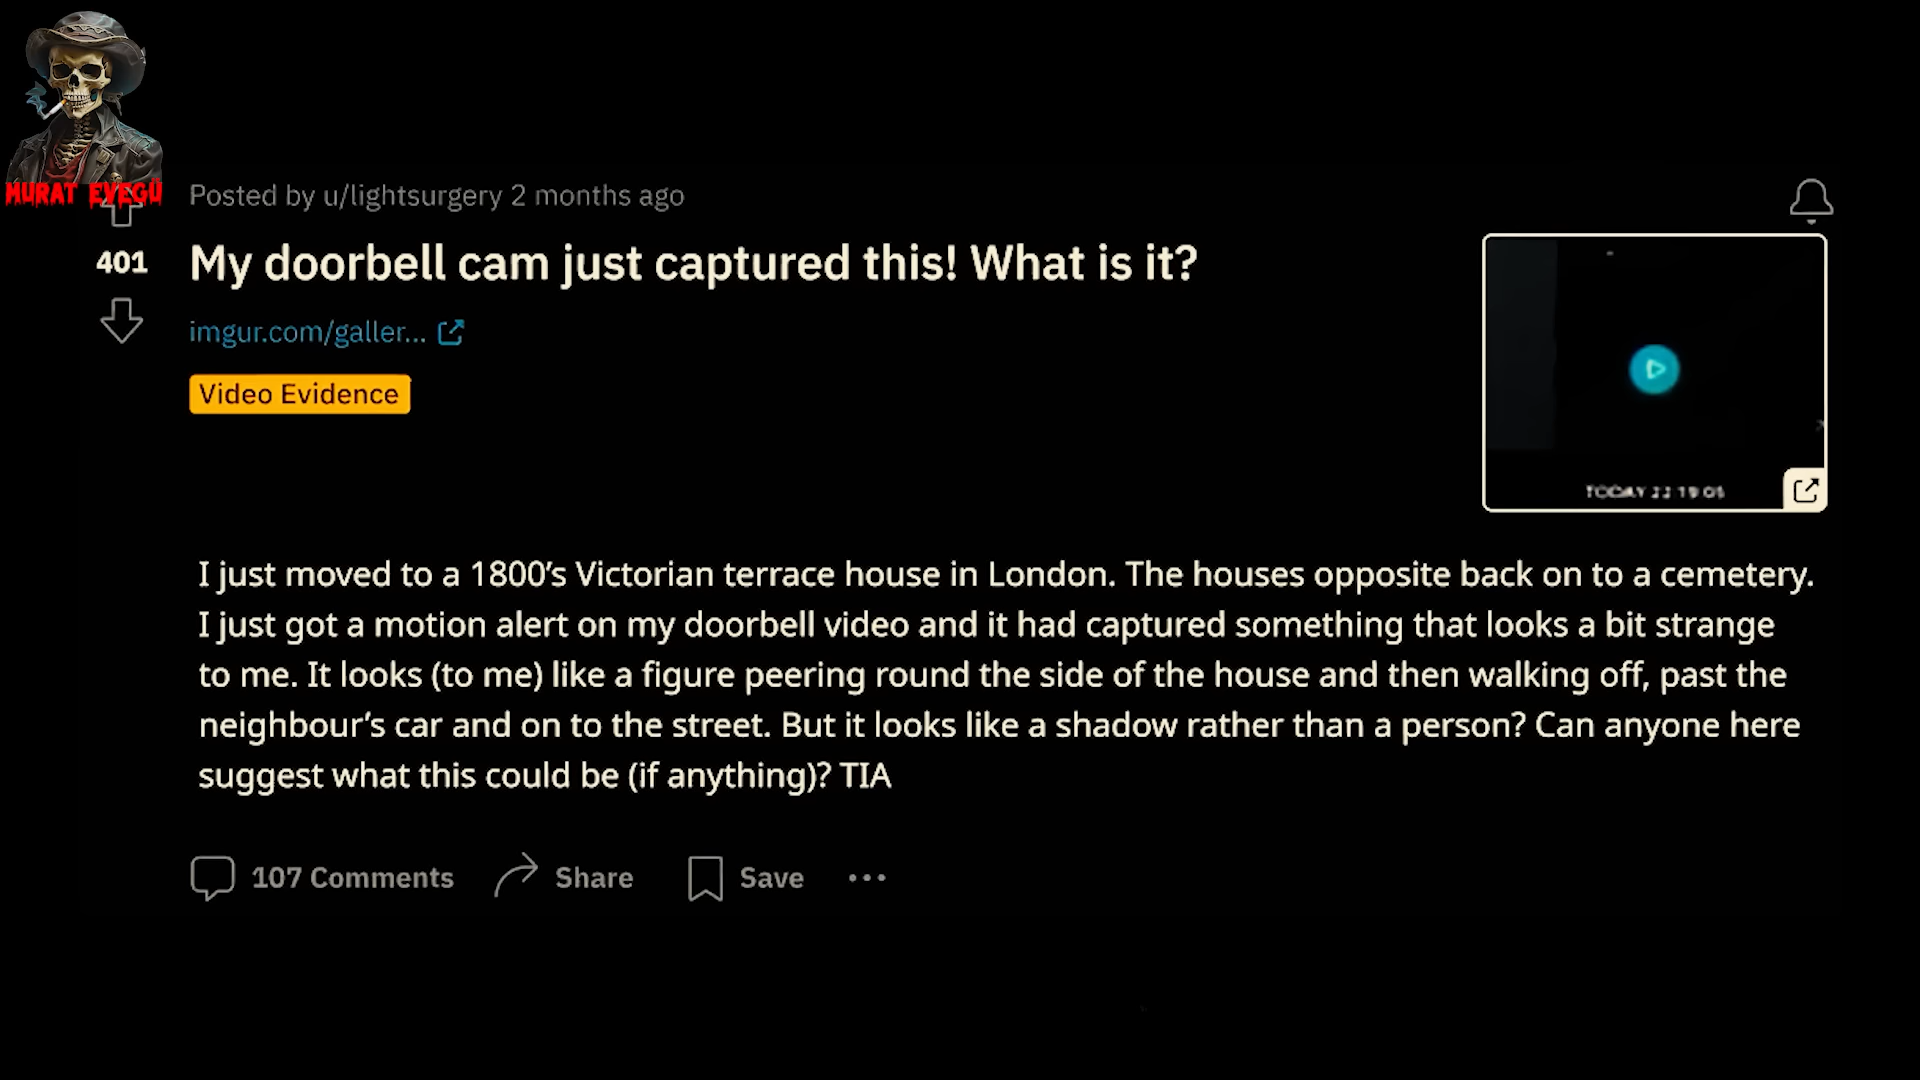 MURAT EVEGÜ
Posted by u/lightsurgery 2 months ago
401
My doorbell cam just captured this! What is it?
imgur.com/galler...
Video Evidence
TODAY 22:19:05
I just moved to a 1800’s Victorian terrace house in London. The houses opposite back on to a cemetery.
I just got a motion alert on my doorbell video and it had captured something that looks a bit strange
to me. It looks (to me) like a figure peering round the side of the house and then walking off, past the
neighbour’s car and on to the street. But it looks like a shadow rather than a person? Can anyone here
suggest what this could be (if anything)? TIA
107 Comments
Share
Save